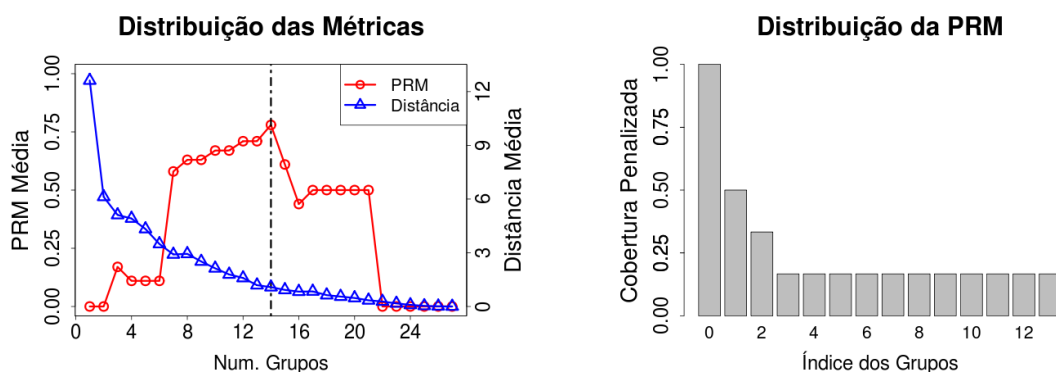 Distribuição das Métricas
PRM Média
1.00
0.75
0.50
0.25
0.00
PRM
Distância
12
9
6
3
0
Distância Média
0 4 8 12 16 20 24
Num. Grupos
Distribuição da PRM
Cobertura Penalizada
1.00
0.75
0.50
0.25
0.00
0 2 4 6 8 10 12
Índice dos Grupos